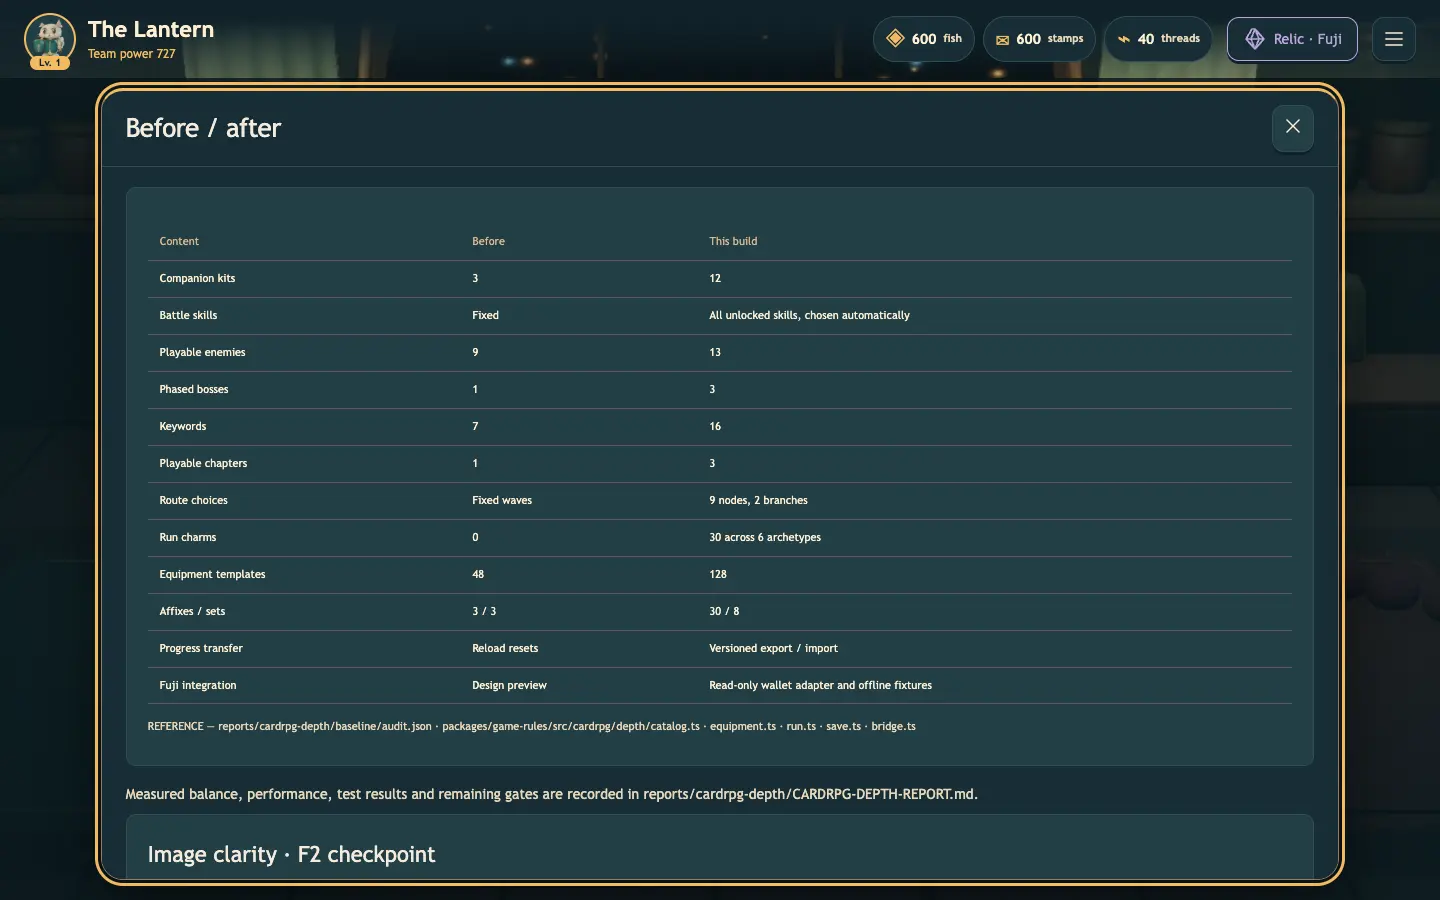 The Lantern
Team power 727
Lv. 1
600 fish
600 stamps
40 threads
Relic · Fuji
Before / after
Content Before This build
Companion kits 3 12
Battle skills Fixed All unlocked skills, chosen automatically
Playable enemies 9 13
Phased bosses 1 3
Keywords 7 16
Playable chapters 1 3
Route choices Fixed waves 9 nodes, 2 branches
Run charms 0 30 across 6 archetypes
Equipment templates 48 128
Affixes / sets 3 / 3 30 / 8
Progress transfer Reload resets Versioned export / import
Fuji integration Design preview Read-only wallet adapter and offline fixtures
REFERENCE — reports/cardrpg-depth/baseline/audit.json · packages/game-rules/src/cardrpg/depth/catalog.ts · equipment.ts · run.ts · save.ts · bridge.ts
Measured balance, performance, test results and remaining gates are recorded in reports/cardrpg-depth/CARDRPG-DEPTH-REPORT.md.
Image clarity · F2 checkpoint